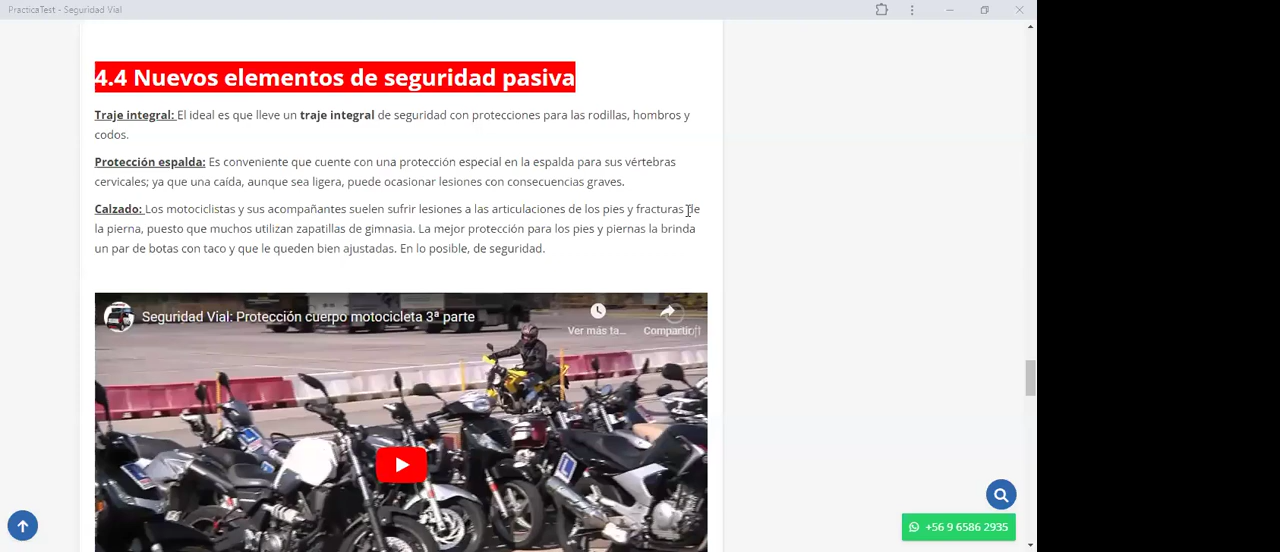 PracticaTest - Seguridad Vial
4.4 Nuevos elementos de seguridad pasiva
Traje integral: El ideal es que lleve un traje integral de seguridad con protecciones para las rodillas, hombros y
codos.
Protección espalda: Es conveniente que cuente con una protección especial en la espalda para sus vértebras
cervicales; ya que una caída, aunque sea ligera, puede ocasionar lesiones con consecuencias graves.
Calzado: Los motociclistas y sus acompañantes suelen sufrir lesiones a las articulaciones de los pies y fracturas de
la pierna, puesto que muchos utilizan zapatillas de gimnasia. La mejor protección para los pies y piernas la brinda
un par de botas con taco y que le queden bien ajustadas. En lo posible, de seguridad.
Seguridad Vial: Protección cuerpo motocicleta 3ª parte
Ver más ta...
Compartir
L
L
+56 9 6586 2935